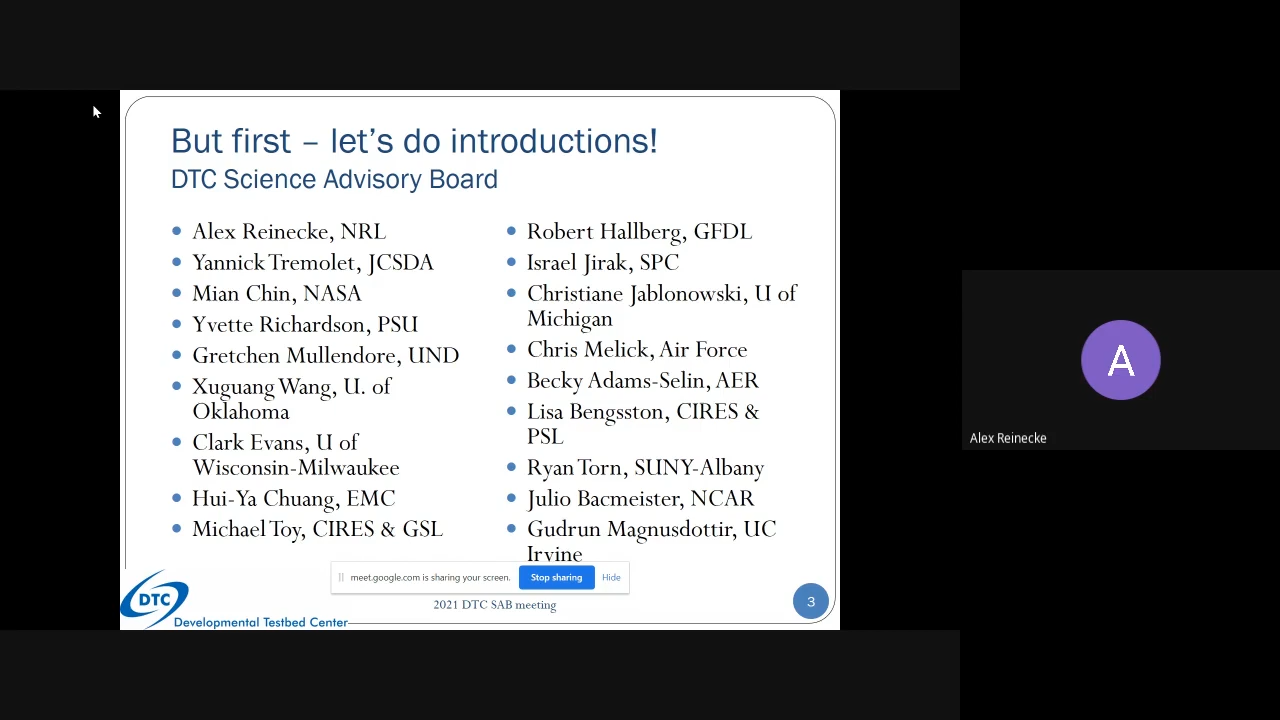 But first – let's do introductions!
DTC Science Advisory Board
Alex Reinecke, NRL
Yannick Tremolet, JCSDA
Mian Chin, NASA
Yvette Richardson, PSU
Gretchen Mullendore, UND
Xuguang Wang, U. of
Oklahoma
Clark Evans, U of
Wisconsin-Milwaukee
Hui-Ya Chuang, EMC
Michael Toy, CIRES & GSL
Robert Hallberg, GFDL
Israel Jirak, SPC
Christiane Jablonowski, U of
Michigan
Chris Melick, Air Force
Becky Adams-Selin, AER
Lisa Bengsston, CIRES &
PSL
Ryan Torn, SUNY-Albany
Julio Bacmeister, NCAR
Gudrun Magnusdottir, UC
Irvine
meet.google.com is sharing your screen. Stop sharing Hide
DTC
Developmental Testbed Center
2021 DTC SAB meeting
3
A
Alex Reinecke